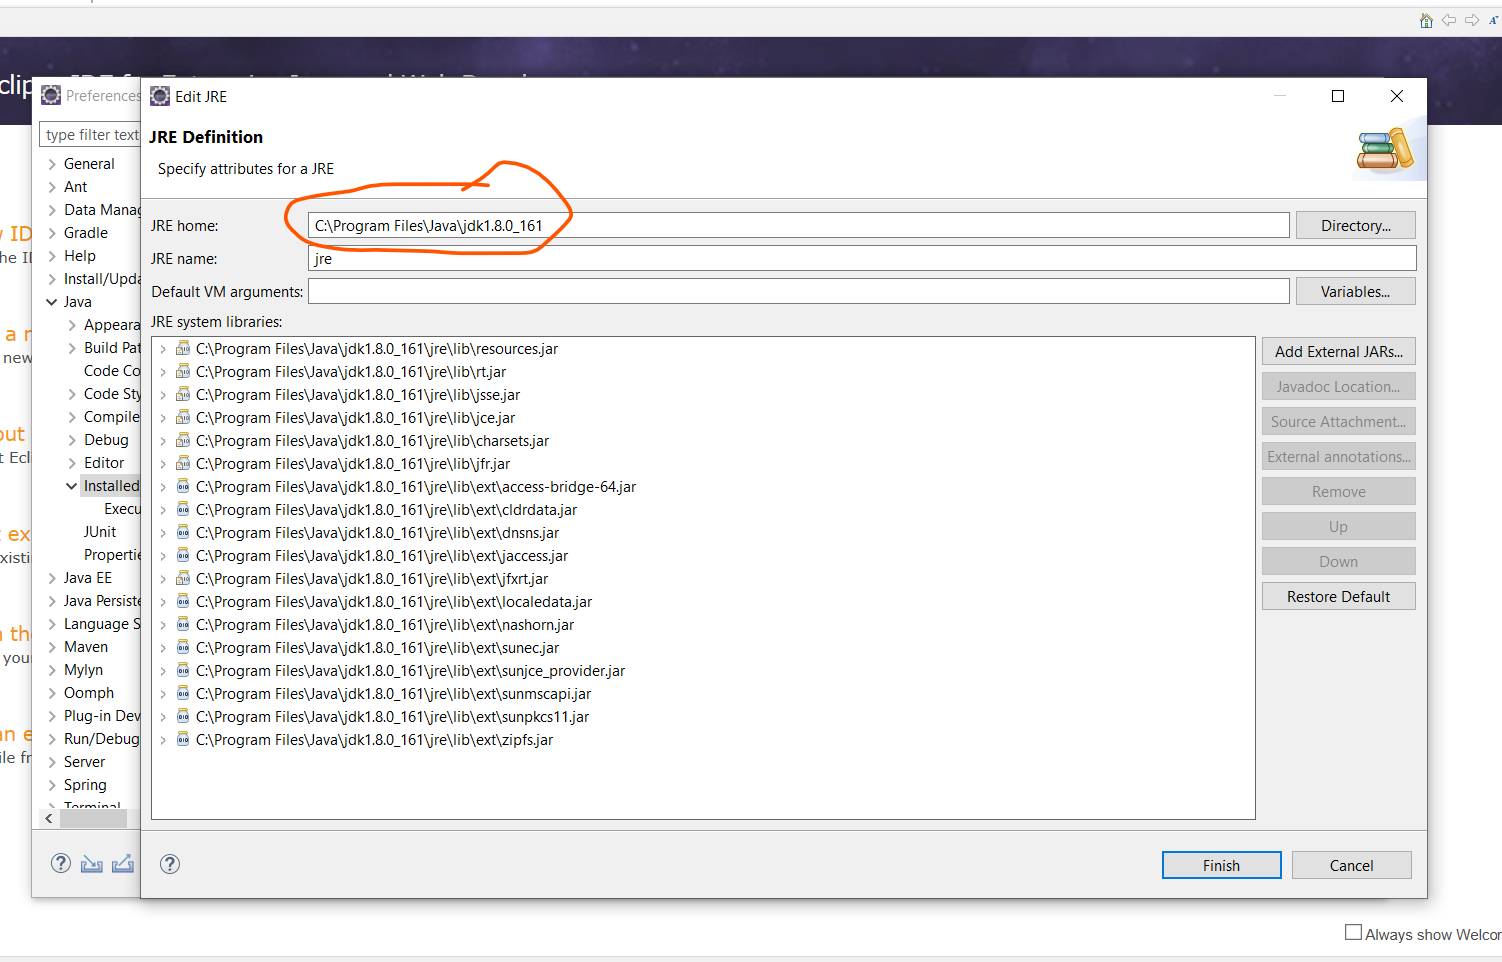 Preferences
type filter text
General
Ant
Data Manag
Gradle
Help
Install/Upda
Java
Appeara
Build Pat
Code Co
Code Sty
Compile
Debug
Editor
Installed
Execu
JUnit
Propertie
Java EE
Java Persiste
Language S
Maven
Mylyn
Oomph
Plug-in Dev
Run/Debug
Server
Spring
Terminal
Edit JRE
JRE Definition
Specify attributes for a JRE
JRE home: C:\Program Files\Java\jdk1.8.0_161 Directory...
JRE name: jre
Default VM arguments: Variables...
JRE system libraries:
C:\Program Files\Java\jdk1.8.0_161\jre\lib\resources.jar
C:\Program Files\Java\jdk1.8.0_161\jre\lib\rt.jar
C:\Program Files\Java\jdk1.8.0_161\jre\lib\jsse.jar
C:\Program Files\Java\jdk1.8.0_161\jre\lib\jce.jar
C:\Program Files\Java\jdk1.8.0_161\jre\lib\charsets.jar
C:\Program Files\Java\jdk1.8.0_161\jre\lib\jfr.jar
C:\Program Files\Java\jdk1.8.0_161\jre\lib\ext\access-bridge-64.jar
C:\Program Files\Java\jdk1.8.0_161\jre\lib\ext\cldrdata.jar
C:\Program Files\Java\jdk1.8.0_161\jre\lib\ext\dnsns.jar
C:\Program Files\Java\jdk1.8.0_161\jre\lib\ext\jaccess.jar
C:\Program Files\Java\jdk1.8.0_161\jre\lib\ext\jfxrt.jar
C:\Program Files\Java\jdk1.8.0_161\jre\lib\ext\localedata.jar
C:\Program Files\Java\jdk1.8.0_161\jre\lib\ext\nashorn.jar
C:\Program Files\Java\jdk1.8.0_161\jre\lib\ext\sunec.jar
C:\Program Files\Java\jdk1.8.0_161\jre\lib\ext\sunjce_provider.jar
C:\Program Files\Java\jdk1.8.0_161\jre\lib\ext\sunmscapi.jar
C:\Program Files\Java\jdk1.8.0_161\jre\lib\ext\sunpkcs11.jar
C:\Program Files\Java\jdk1.8.0_161\jre\lib\ext\zipfs.jar
Add External JARs...
Javadoc Location...
Source Attachment...
External annotations...
Remove
Up
Down
Restore Default
Finish
Cancel
Always show Welcor